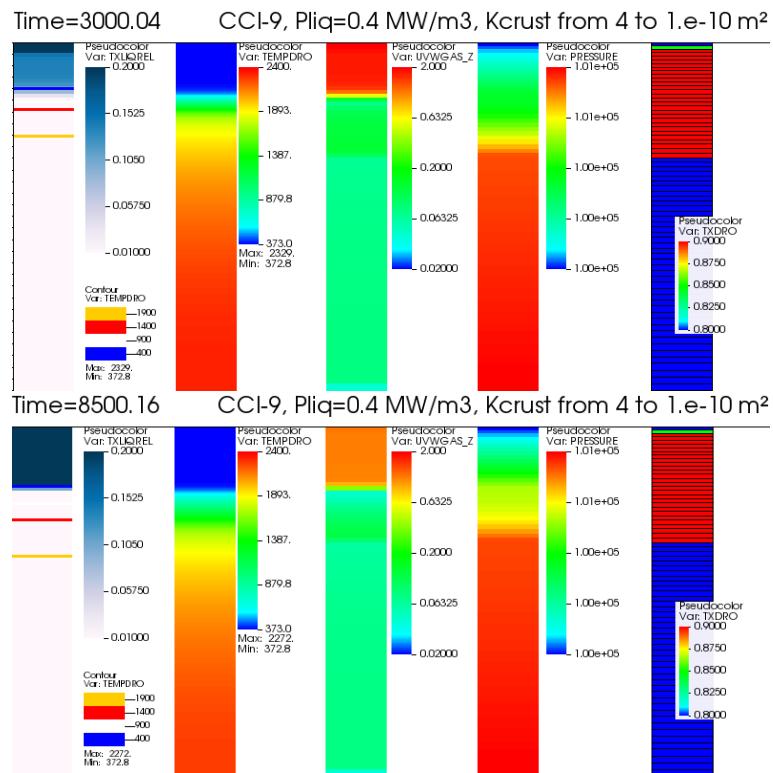 Time=3000.04 CCI-9, Pliq=0.4 MW/m3, Kcrust from 4 to 1.e-10 m²
Pseudocolor
Var: TXLIQREL
0.2000
0.1525
0.1050
0.05750
0.01000
Contour
Var: TEMPDRO
1900
1400
900
400
Max: 2329.
Min: 372.8
Pseudocolor
Var: TEMPDRO
2400.
1893.
1387.
879.8
373.0
Max: 2329.
Min: 372.8
Pseudocolor
Var: UVWGAS_Z
2.000
0.6325
0.2000
0.06325
0.02000
Pseudocolor
Var: PRESSURE
1.01e+05
1.01e+05
1.00e+05
1.00e+05
1.00e+05
Pseudocolor
Var: TXDRO
0.9000
0.8750
0.8500
0.8250
0.8000
Time=8500.16 CCI-9, Pliq=0.4 MW/m3, Kcrust from 4 to 1.e-10 m²
Pseudocolor
Var: TXLIQREL
0.2000
0.1525
0.1050
0.05750
0.01000
Contour
Var: TEMPDRO
1900
1400
900
400
Max: 2272.
Min: 372.8
Pseudocolor
Var: TEMPDRO
2400.
1893.
1387.
879.8
373.0
Max: 2272.
Min: 372.8
Pseudocolor
Var: UVWGAS_Z
2.000
0.6325
0.2000
0.06325
0.02000
Pseudocolor
Var: PRESSURE
1.01e+05
1.01e+05
1.00e+05
1.00e+05
1.00e+05
Pseudocolor
Var: TXDRO
0.9000
0.8750
0.8500
0.8250
0.8000